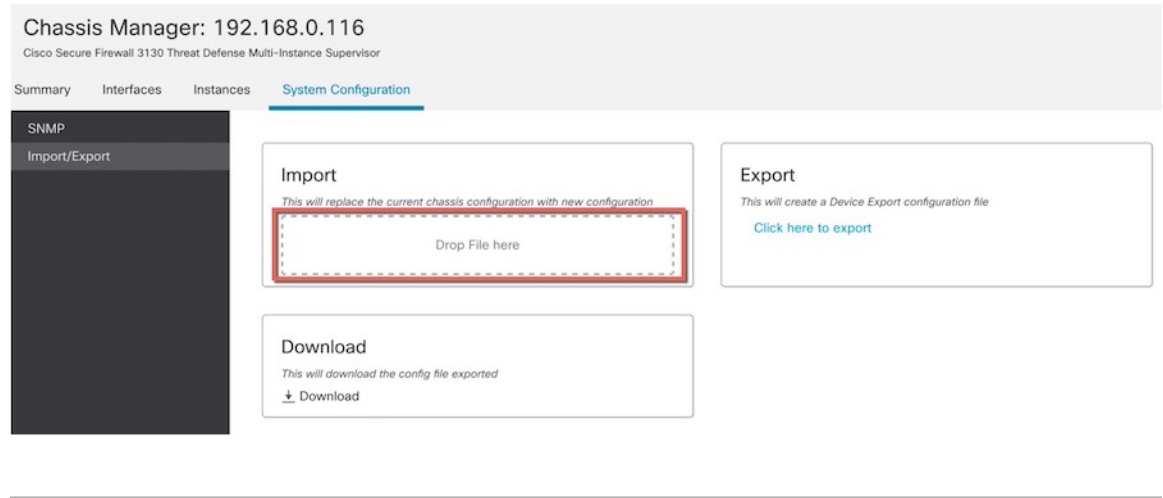 Chassis Manager: 192.168.0.116
Cisco Secure Firewall 3130 Threat Defense Multi-Instance Supervisor
Summary Interfaces Instances System Configuration
SNMP
Import/Export
Import
This will replace the current chassis configuration with new configuration
Drop File here
Export
This will create a Device Export configuration file
Click here to export
Download
This will download the config file exported
Download